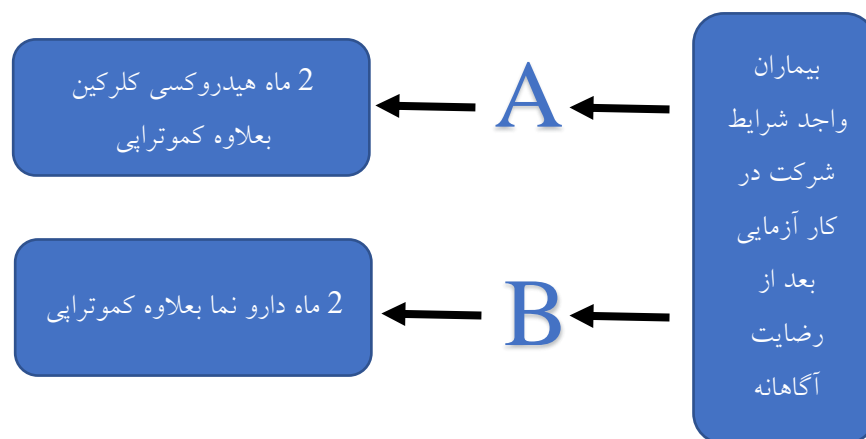 بیماران
واجد شرایط
شرکت در
کار آزمایی
بعد از
رضایت
آگاهانه
A
2 ماه هیدروکسی کلرکین
بعلاوه کموتراپی
B
2 ماه دارو نما بعلاوه کموتراپی